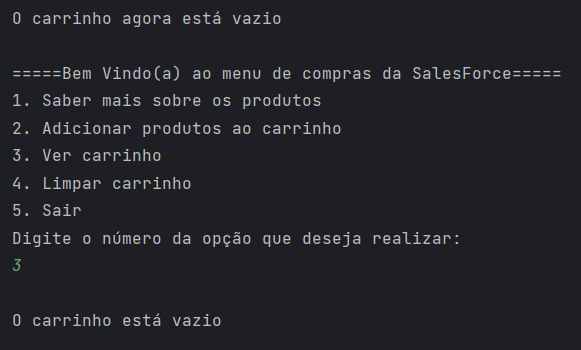 O carrinho agora está vazio
=====Bem Vindo(a) ao menu de compras da SalesForce=====
1. Saber mais sobre os produtos
2. Adicionar produtos ao carrinho
3. Ver carrinho
4. Limpar carrinho
5. Sair
Digite o número da opção que deseja realizar:
3
O carrinho está vazio